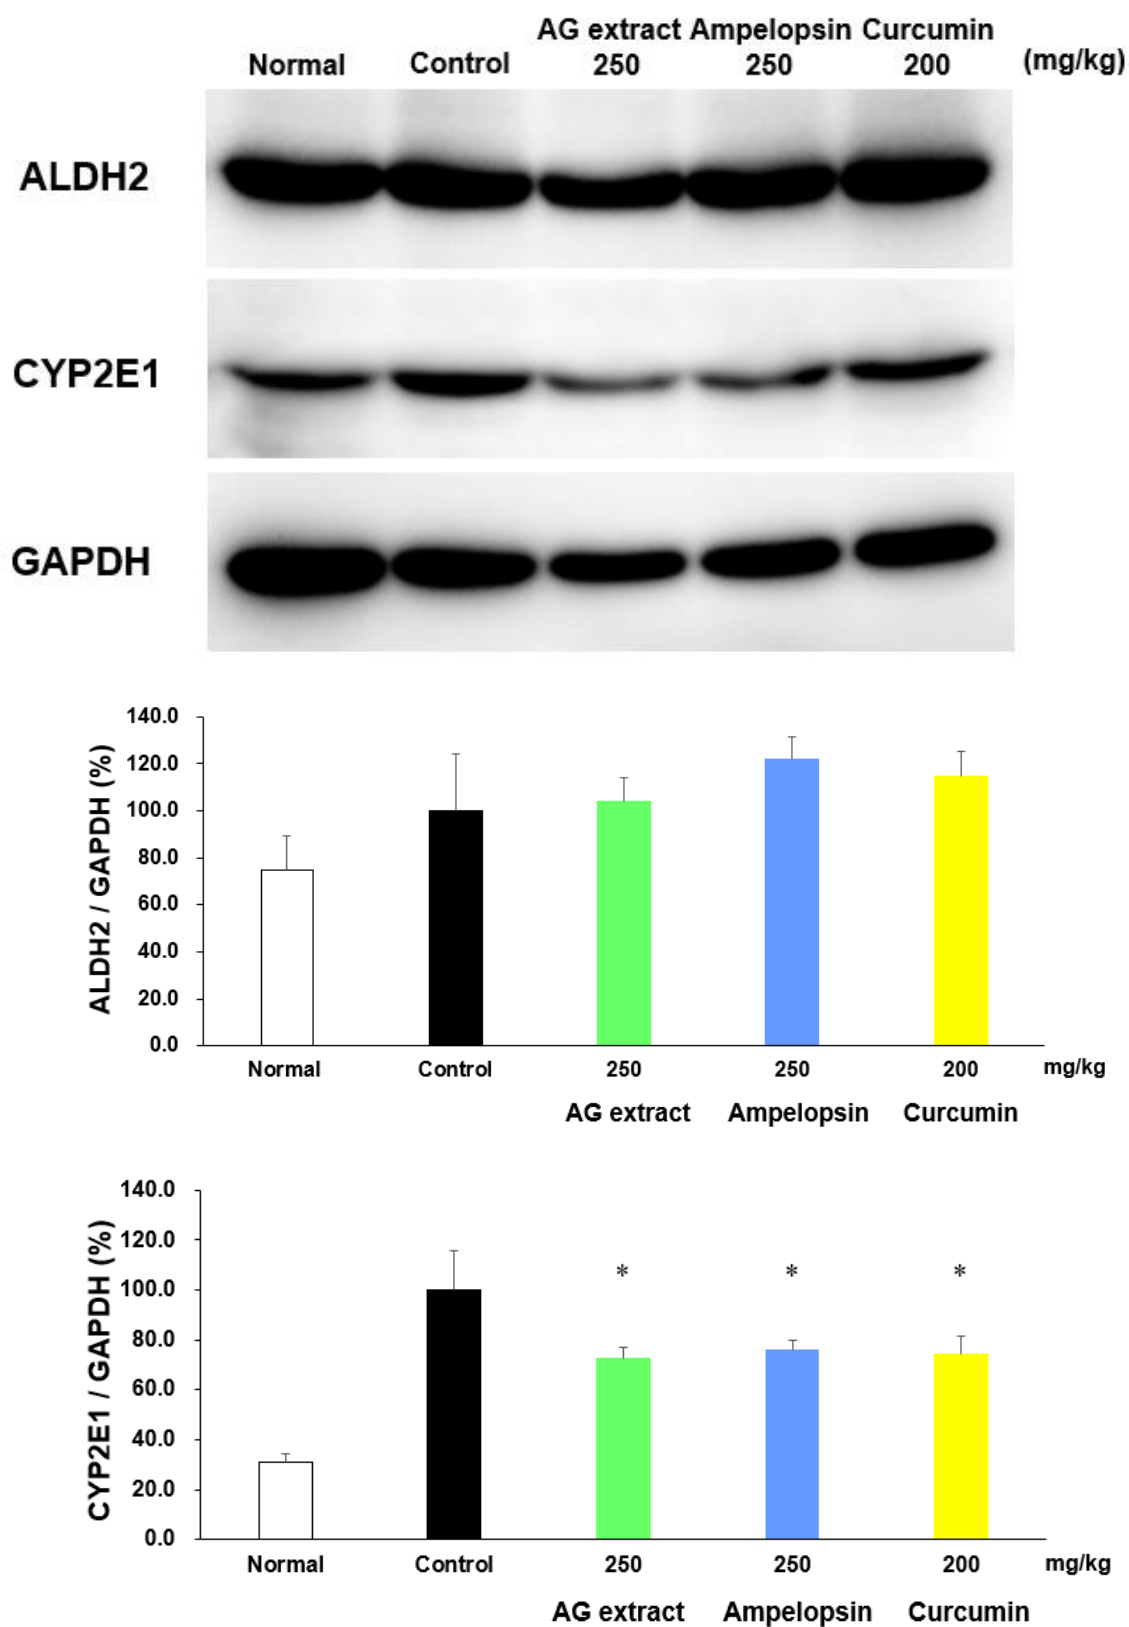 AG extract Ampelopsin Curcumin
Normal Control 250 250 200 (mg/kg)
ALDH2
CYP2E1
GAPDH
ALDH2 / GAPDH (%)
140.0
120.0
100.0
80.0
60.0
40.0
20.0
0.0
Normal Control 250 250 200 mg/kg
AG extract Ampelopsin Curcumin
CYP2E1 / GAPDH (%)
140.0
120.0
100.0
80.0
60.0
40.0
20.0
0.0
* * *
Normal Control 250 250 200 mg/kg
AG extract Ampelopsin Curcumin